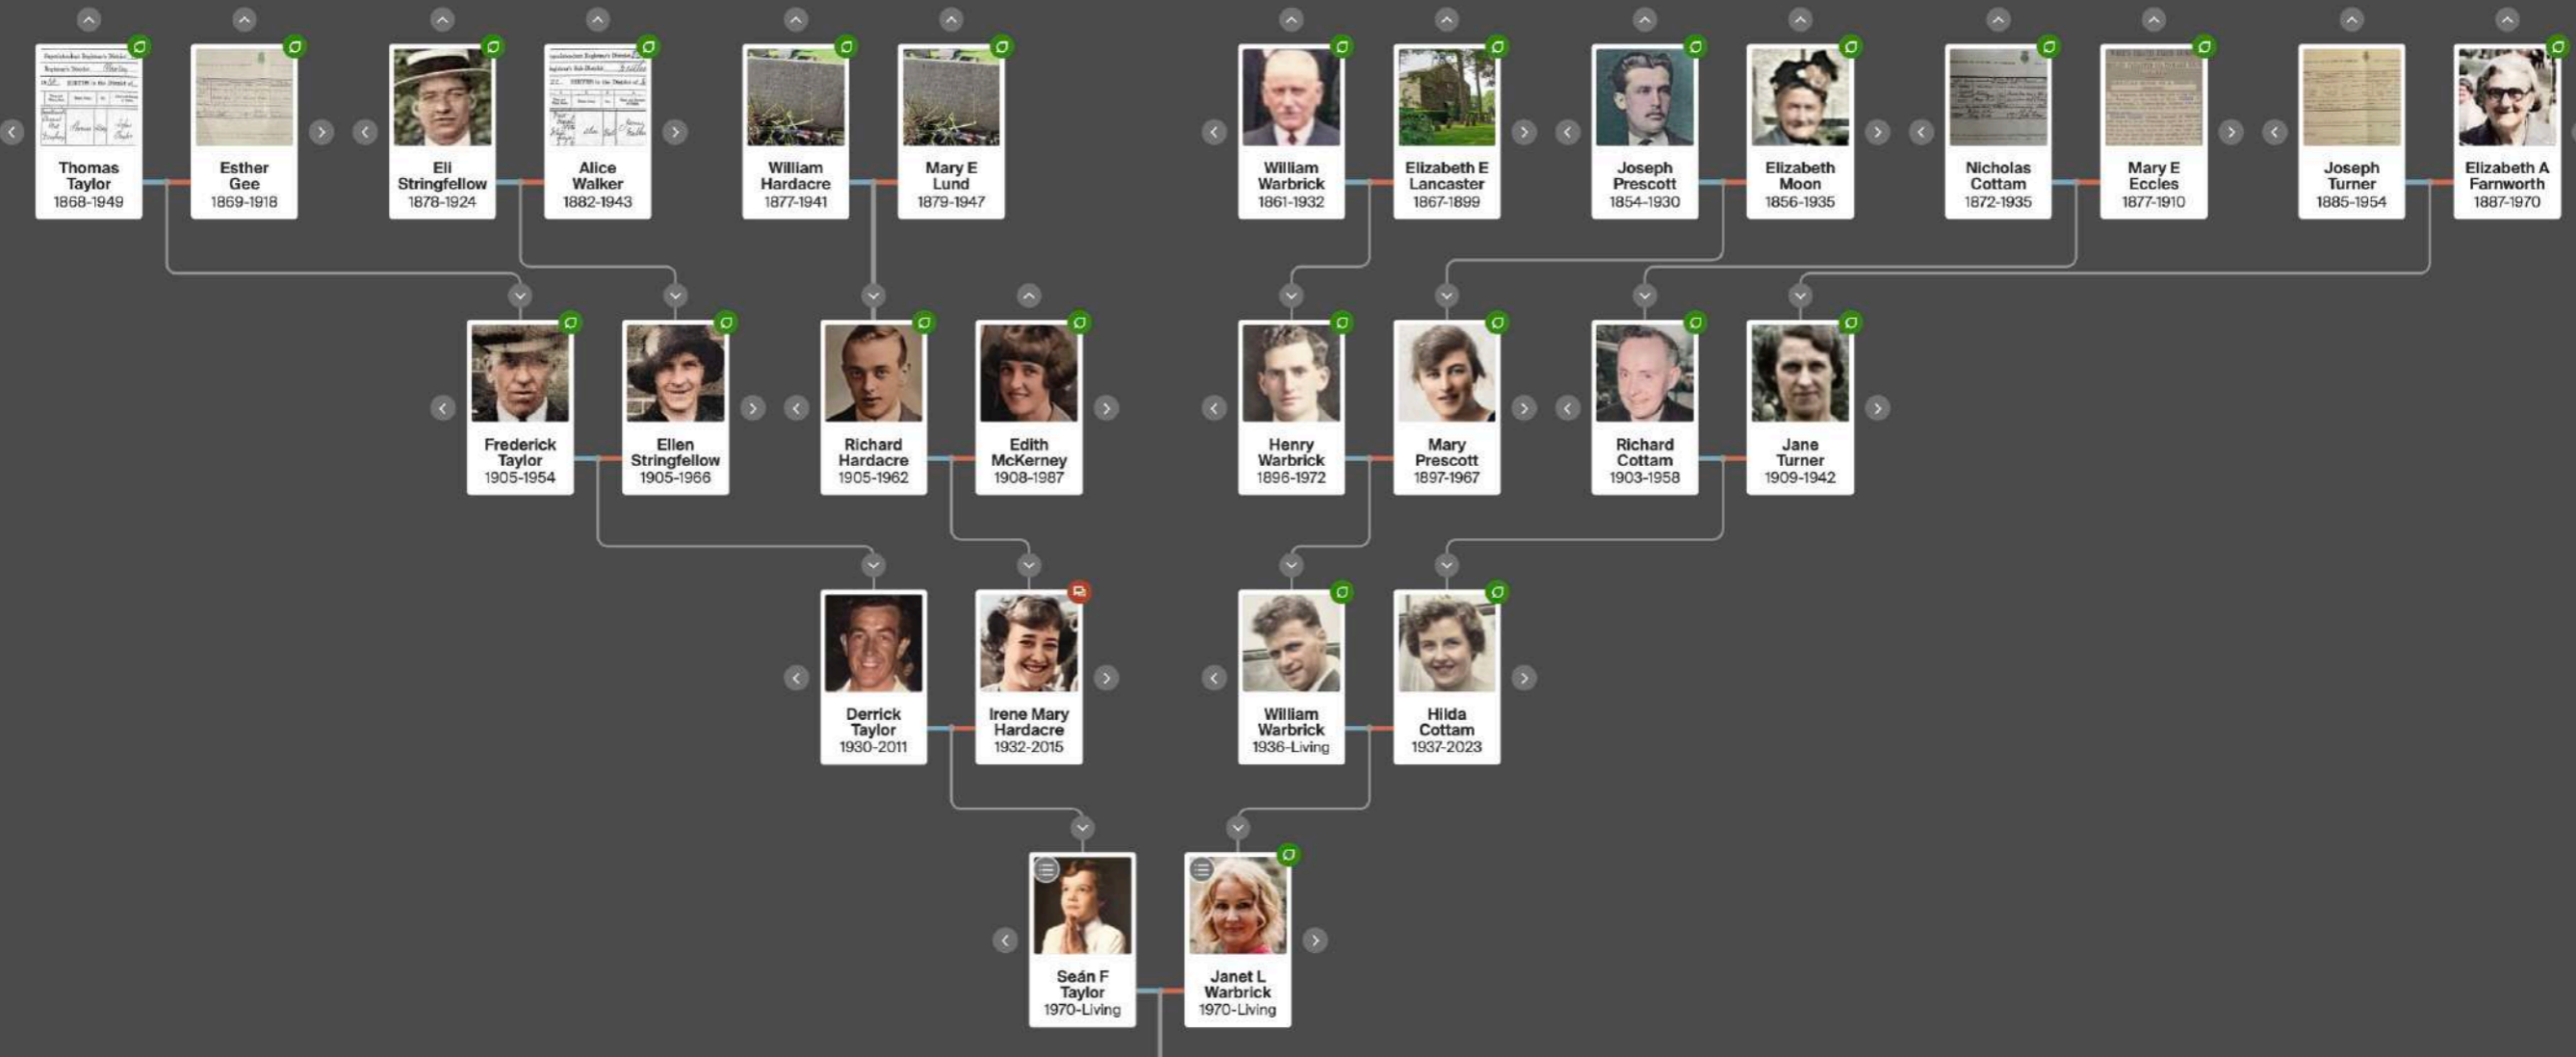 Thomas
Taylor
1868-1949
Esther
Gee
1869-1918
Eli
Stringfellow
1878-1924
Alice
Walker
1882-1943
William
Hardacre
1877-1941
Mary E
Lund
1879-1947
William
Warbrick
1861-1932
Elizabeth E
Lancaster
1867-1899
Joseph
Prescott
1854-1930
Elizabeth
Moon
1856-1935
Nicholas
Cottam
1872-1935
Mary E
Eccles
1877-1910
Joseph
Turner
1885-1954
Elizabeth A
Farnworth
1887-1970
Frederick
Taylor
1905-1954
Ellen
Stringfellow
1905-1966
Richard
Hardacre
1905-1962
Edith
McKerney
1908-1987
Henry
Warbrick
1896-1972
Mary
Prescott
1897-1967
Richard
Cottam
1903-1958
Jane
Turner
1909-1942
Derrick
Taylor
1930-2011
Irene Mary
Hardacre
1932-2015
William
Warbrick
1936-Living
Hilda
Cottam
1937-2023
Seán F
Taylor
1970-Living
Janet L
Warbrick
1970-Living